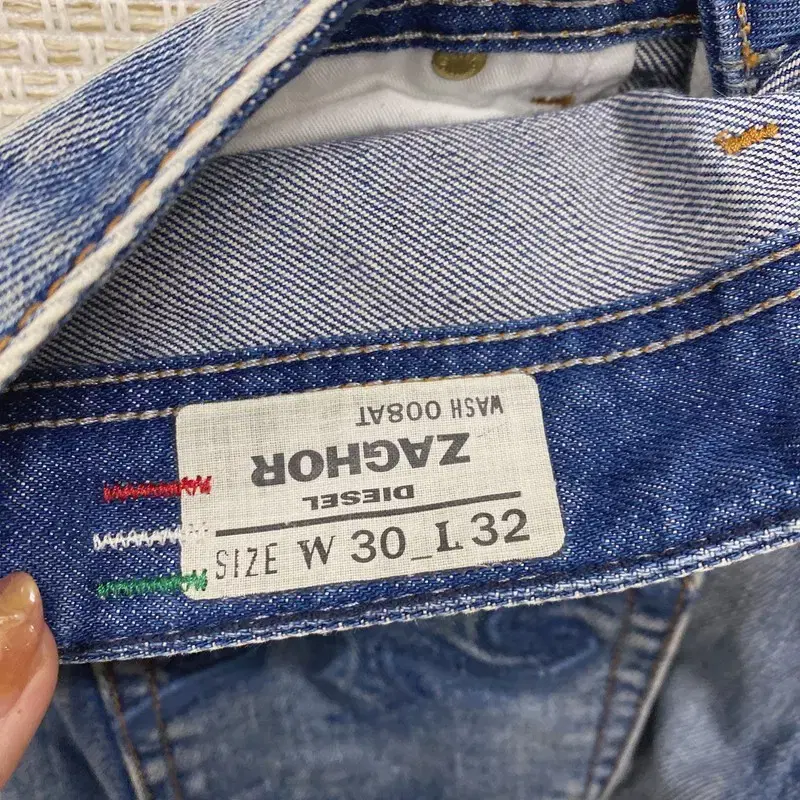 SIZE W 30_L 32
DIESEL
ZAGHOR
WASH 008AT